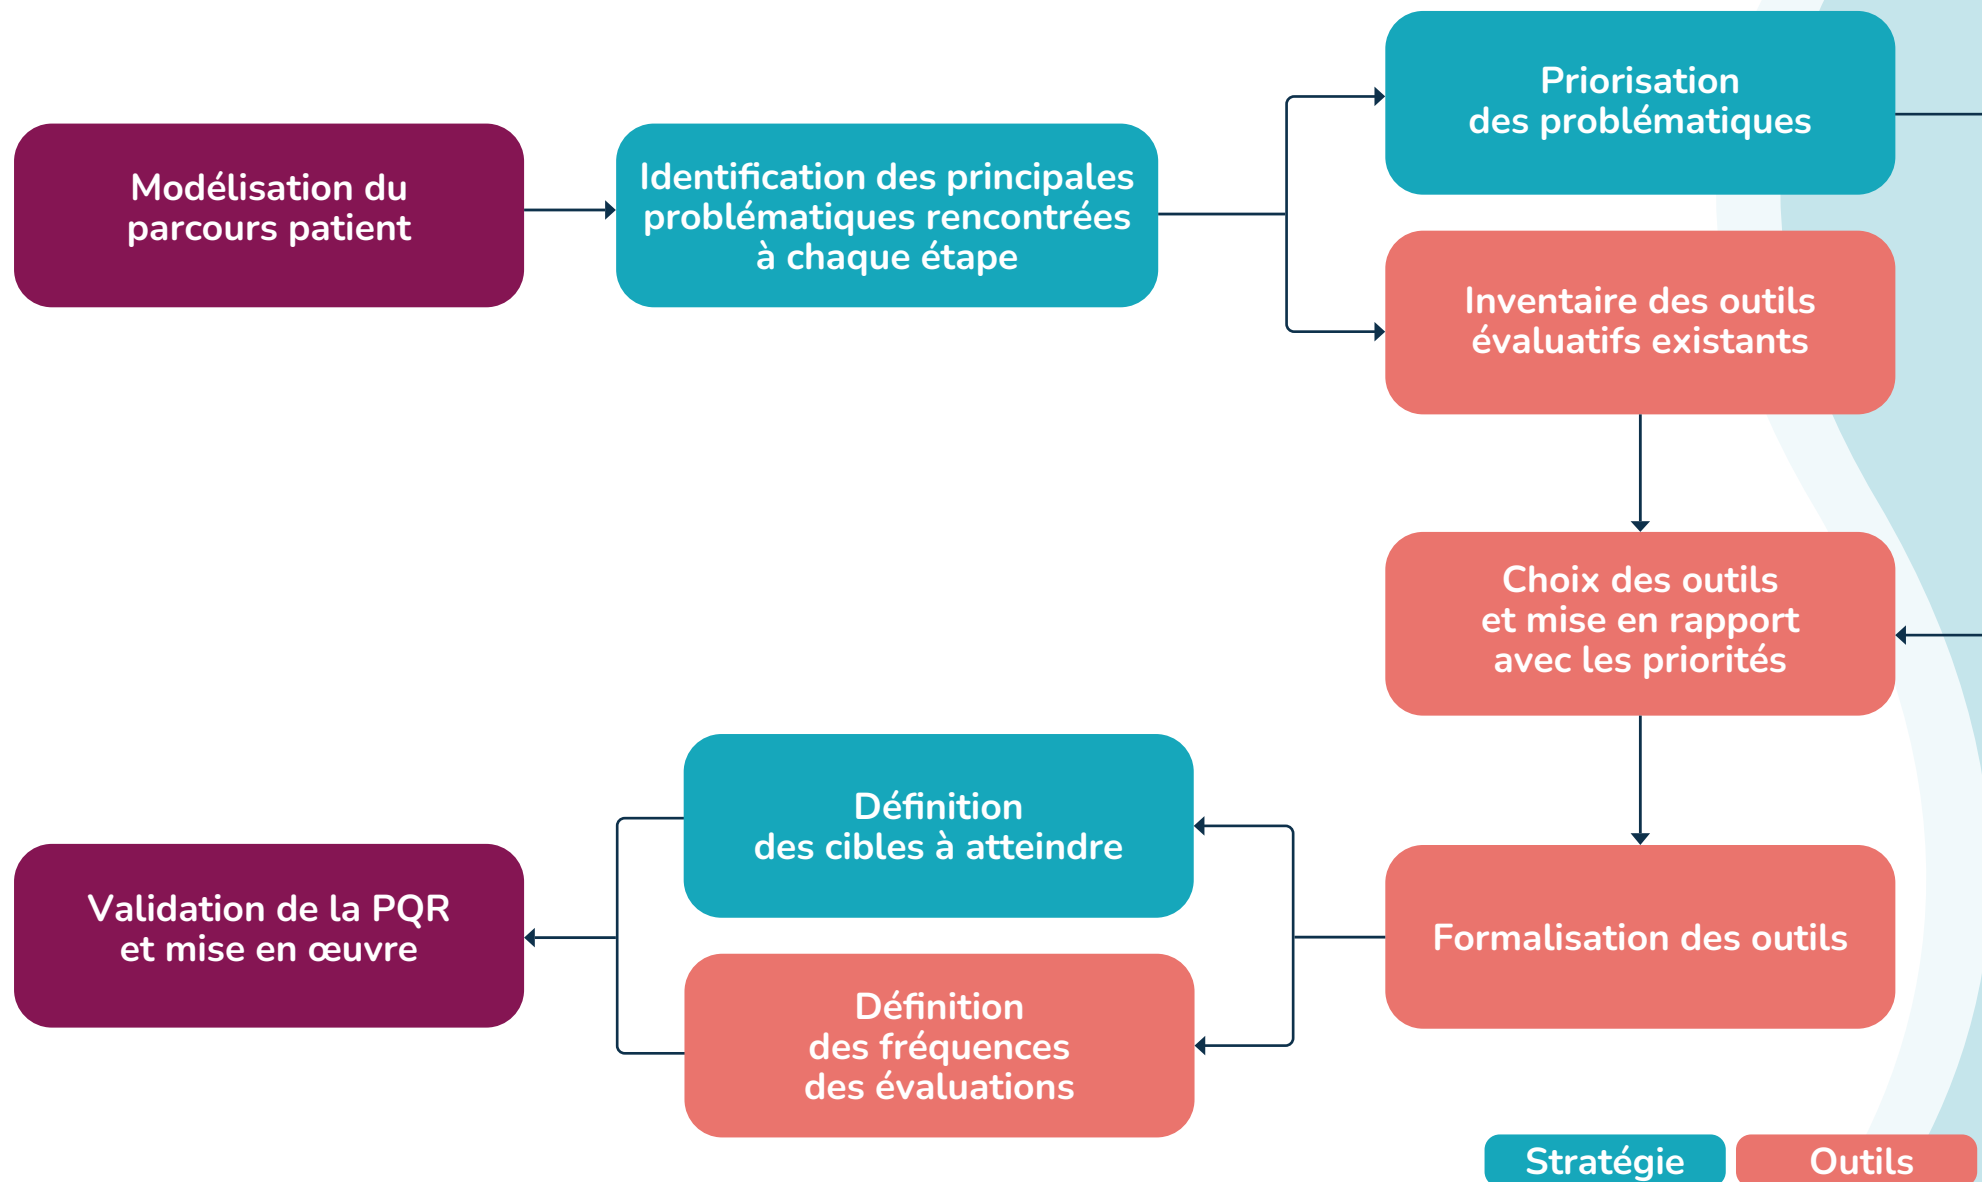 Modélisation du
parcours patient
Identification des principales
problématiques rencontrées
à chaque étape
Priorisation
des problématiques
Inventaire des outils
évaluatifs existants
Choix des outils
et mise en rapport
avec les priorités
Formalisation des outils
Définition
des cibles à atteindre
Définition
des fréquences
des évaluations
Validation de la PQR
et mise en œuvre
Stratégie
Outils